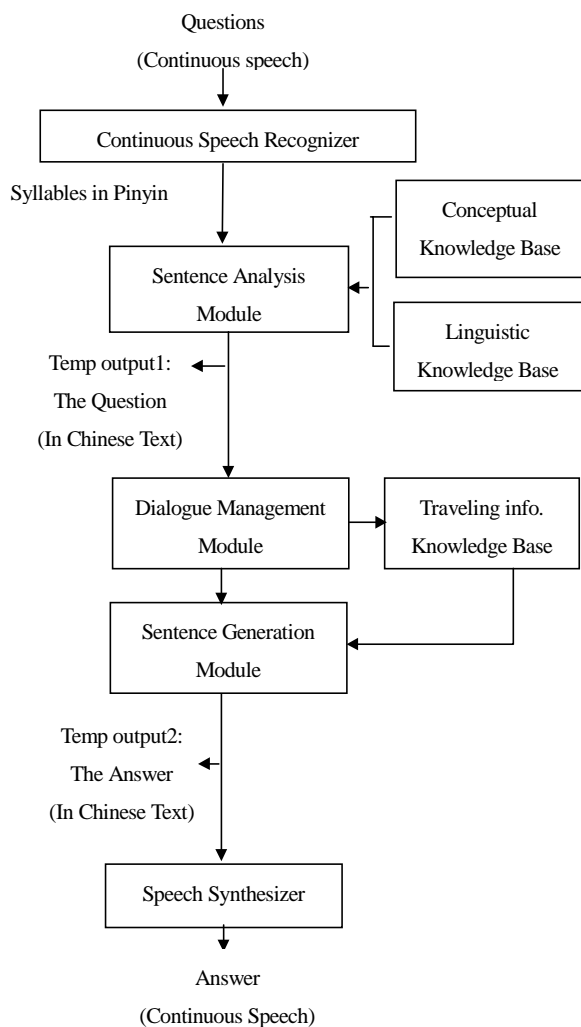 Questions
(Continuous speech)
Continuous Speech Recognizer
Syllables in Pinyin
Conceptual
Knowledge Base
Sentence Analysis
Module
Linguistic
Knowledge Base
Temp output1:
The Question
(In Chinese Text)
Dialogue Management
Module
Traveling info.
Knowledge Base
Sentence Generation
Module
Temp output2:
The Answer
(In Chinese Text)
Speech Synthesizer
Answer
(Continuous Speech)